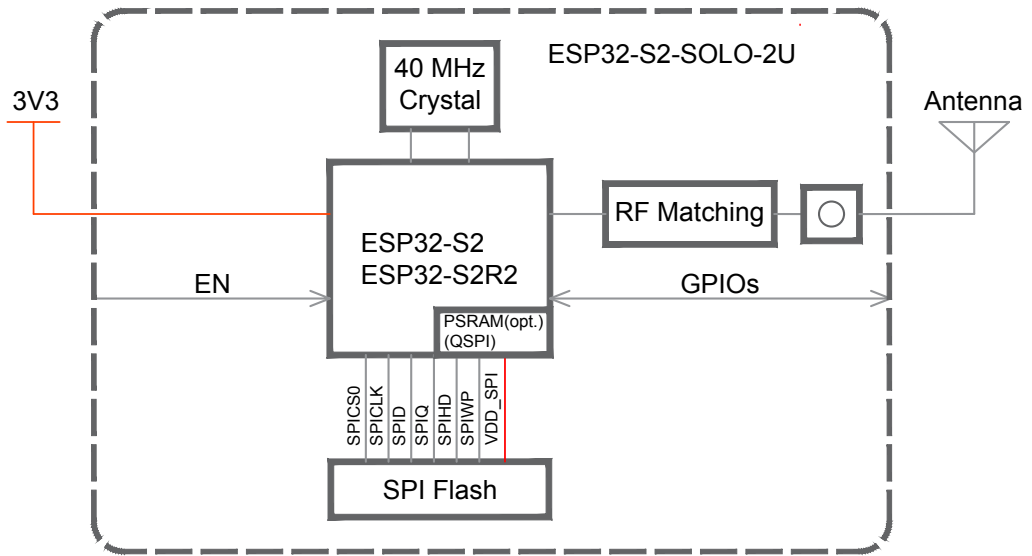 ESP32-S2-SOLO-2U
40 MHz
Crystal
3V3
Antenna
RF Matching
ESP32-S2
ESP32-S2R2
EN
GPIOs
PSRAM(opt.)
(QSPI)
SPICS0
SPICLK
SPID
SPIQ
SPIHD
SPIWP
VDD_SPI
SPI Flash